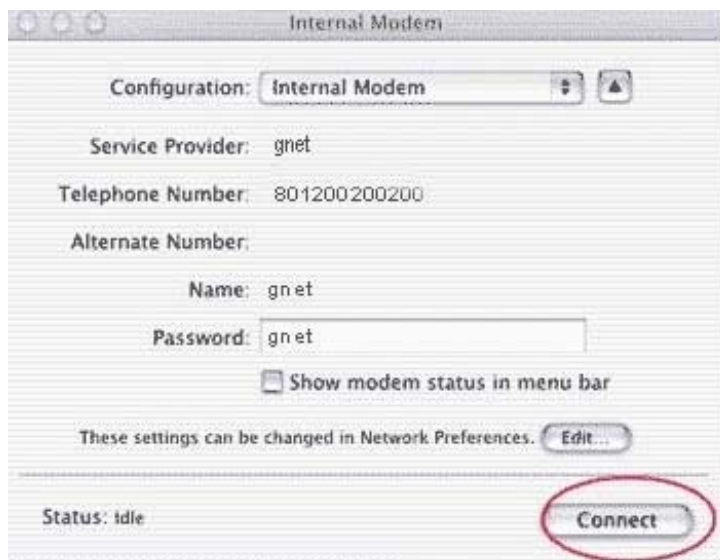 Internal Modem
Configuration: Internal Modem
Service Provider: gnet
Telephone Number: 801200200200
Alternate Number:
Name: gnet
Password: gnet
Show modem status in menu bar
These settings can be changed in Network Preferences. Edit...
Status: Idle Connect